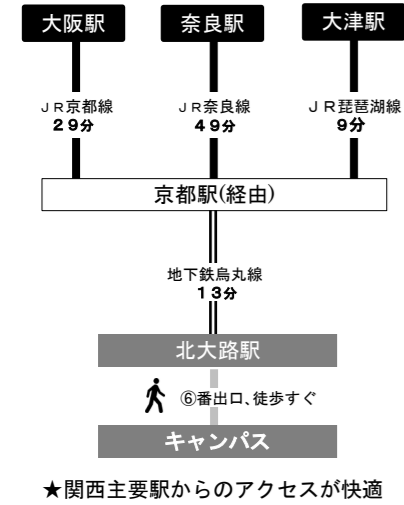 大阪駅 奈良駅 大津駅
ＪＲ京都線 ＪＲ奈良線 ＪＲ琵琶湖線
２９分 ４９分 ９分
京都駅(経由)
地下鉄烏丸線
１３分
北大路駅
⑥番出口、徒歩すぐ
キャンパス
★関西主要駅からのアクセスが快適